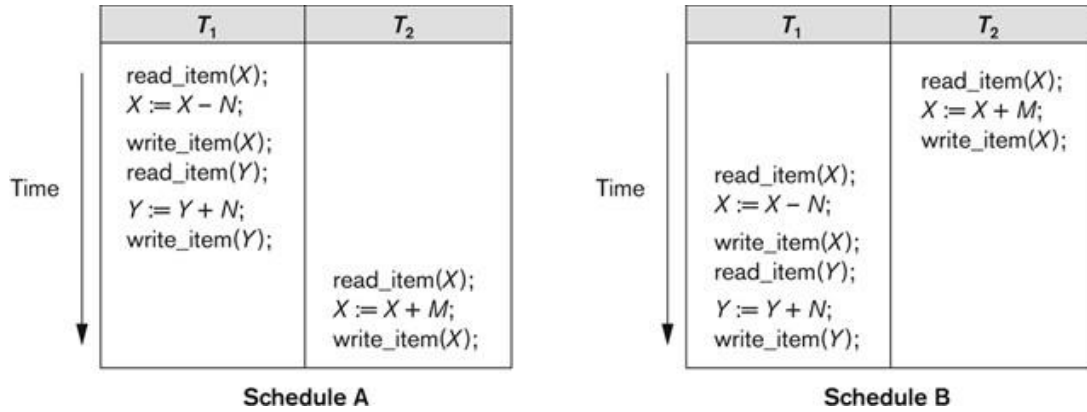 T1 T2
Time
read_item(X);
X := X – N;
write_item(X);
read_item(Y);
Y := Y + N;
write_item(Y);
read_item(X);
X := X + M;
write_item(X);
Schedule A
T1 T2
Time
read_item(X);
X := X + M;
write_item(X);
read_item(X);
X := X – N;
write_item(X);
read_item(Y);
Y := Y + N;
write_item(Y);
Schedule B